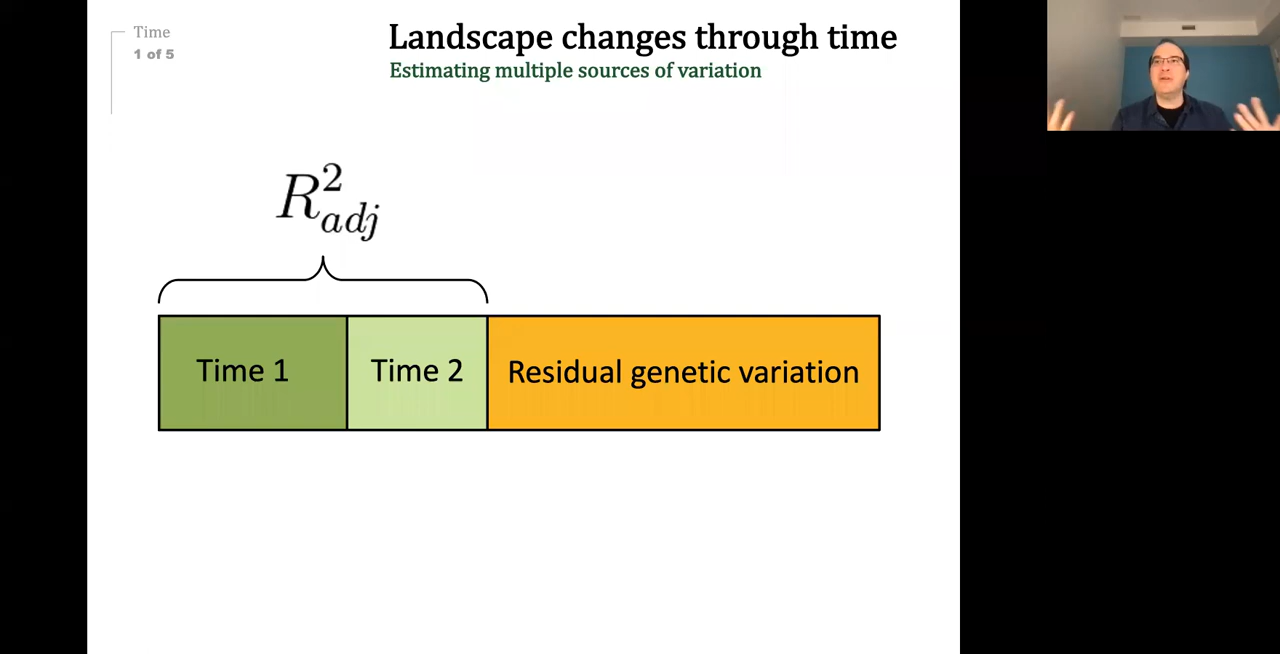 Time
1 of 5
Landscape changes through time
Estimating multiple sources of variation
R²adj
Time 1
Time 2
Residual genetic variation